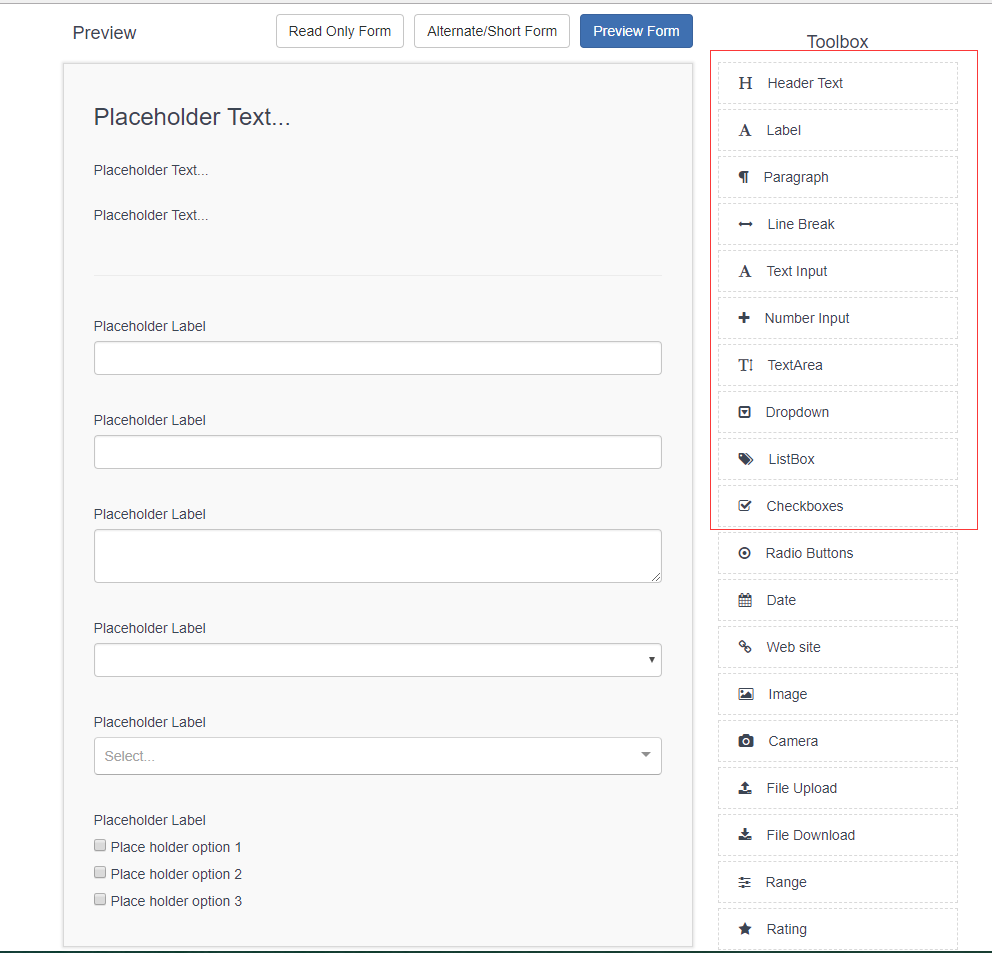 Preview
Read Only Form
Alternate/Short Form
Preview Form
Placeholder Text...
Placeholder Text...
Placeholder Text...
Placeholder Label
Placeholder Label
Placeholder Label
Placeholder Label
Placeholder Label
Select...
Placeholder Label
Place holder option 1
Place holder option 2
Place holder option 3
Toolbox
Header Text
Label
Paragraph
Line Break
Text Input
Number Input
TextArea
Dropdown
ListBox
Checkboxes
Radio Buttons
Date
Web site
Image
Camera
File Upload
File Download
Range
Rating